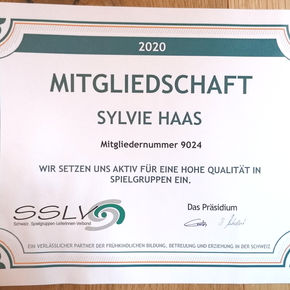 2020
MITGLIEDSCHAFT
SYLVIE HAAS
Mitgliedernummer 9024
WIR SETZEN UNS AKTIV FÜR EINE HOHE QUALITÄT IN
SPIELGRUPPEN EIN.
Das Präsidium
SSLV
Schweiz. Spielgruppen-LeiterInnen-Verband
EIN VERLÄSSLICHER PARTNER DER FRÜHKINDLICHEN BILDUNG, BETREUUNG UND ERZIEHUNG IN DER SCHWEIZ